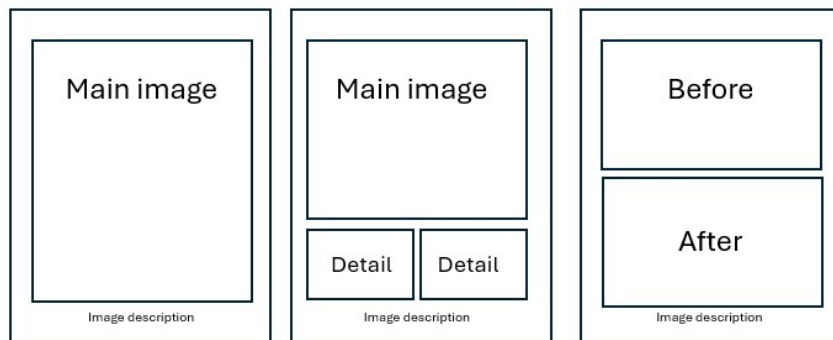 Main image
Image description
Main image
Detail
Detail
Image description
Before
After
Image description